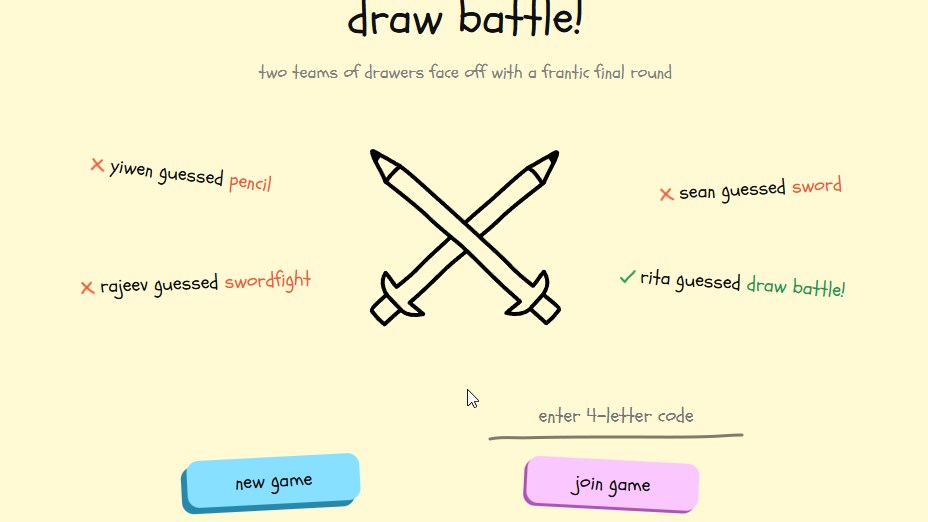 draw battle!
two teams of drawers face off with a frantic final round
yiwen guessed pencil
sean guessed sword
rajeev guessed swordfight
rita guessed draw battle!
enter 4-letter code
new game
join game